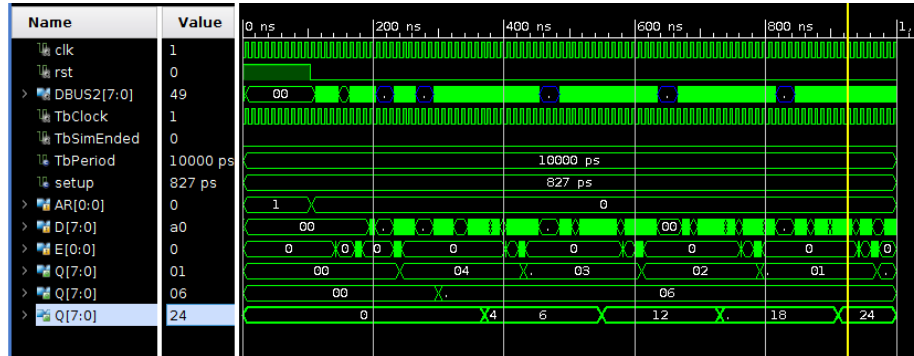 Name Value 0 ns 200 ns 400 ns 600 ns 800 ns 1,
clk 1
rst 0
DBUS2[7:0] 49 00 . . . . .
TbClock 1
TbSimEnded 0
TbPeriod 10000 ps 10000 ps
setup 827 ps 827 ps
AR[0:0] 0 1 0
D[7:0] a0 00 . . . 00 .
E[0:0] 0 0 0 0 0 0 0 0 0
Q[7:0] 01 00 04 . 03 02 . 01 .
Q[7:0] 06 00 . 06
Q[7:0] 24 0 4 6 12 . 18 24